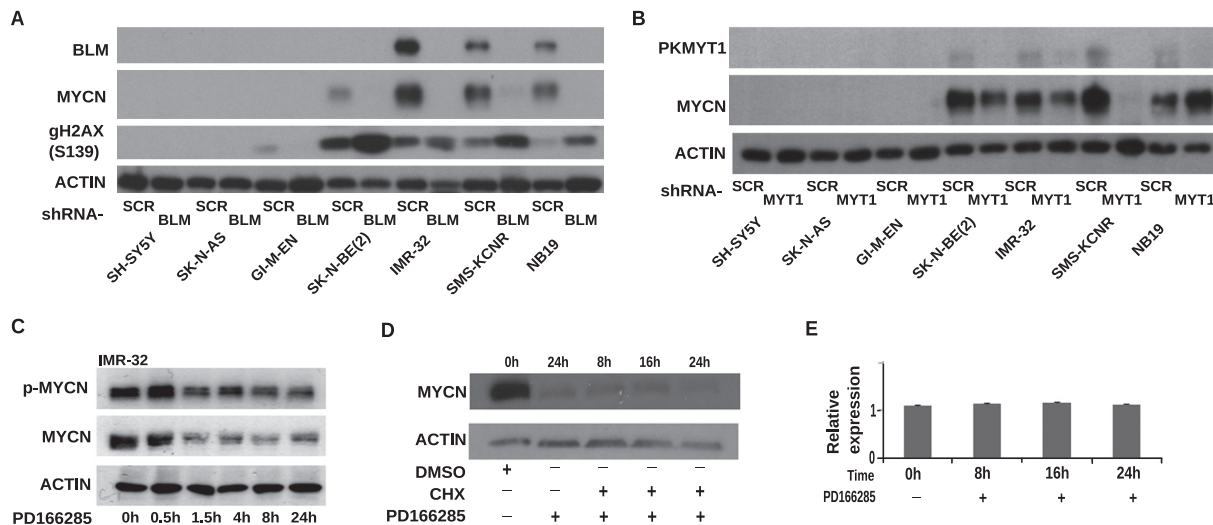 A
BLM
MYCN
gH2AX
(S139)
ACTIN
shRNA-
SCR BLM SCR BLM SCR BLM SCR BLM SCR BLM SCR BLM SCR BLM
SH-SY5Y SK-N-AS GI-M-EN SK-N-BE(2) IMR-32 SMS-KCNR NB19
B
PKMYT1
MYCN
ACTIN
shRNA-
SCR MYT1 SCR MYT1 SCR MYT1 SCR MYT1 SCR MYT1 SCR MYT1 SCR MYT1
SH-SY5Y SK-N-AS GI-M-EN SK-N-BE(2) IMR-32 SMS-KCNR NB19
C
IMR-32
p-MYCN
MYCN
ACTIN
PD166285 0h 0.5h 1.5h 4h 8h 24h
D
0h 24h 8h 16h 24h
MYCN
ACTIN
DMSO + – – – –
CHX – – + + +
PD166285 – + + + +
E
Relative
expression
1
0
Time 0h 8h 16h 24h
PD166285 – + + +